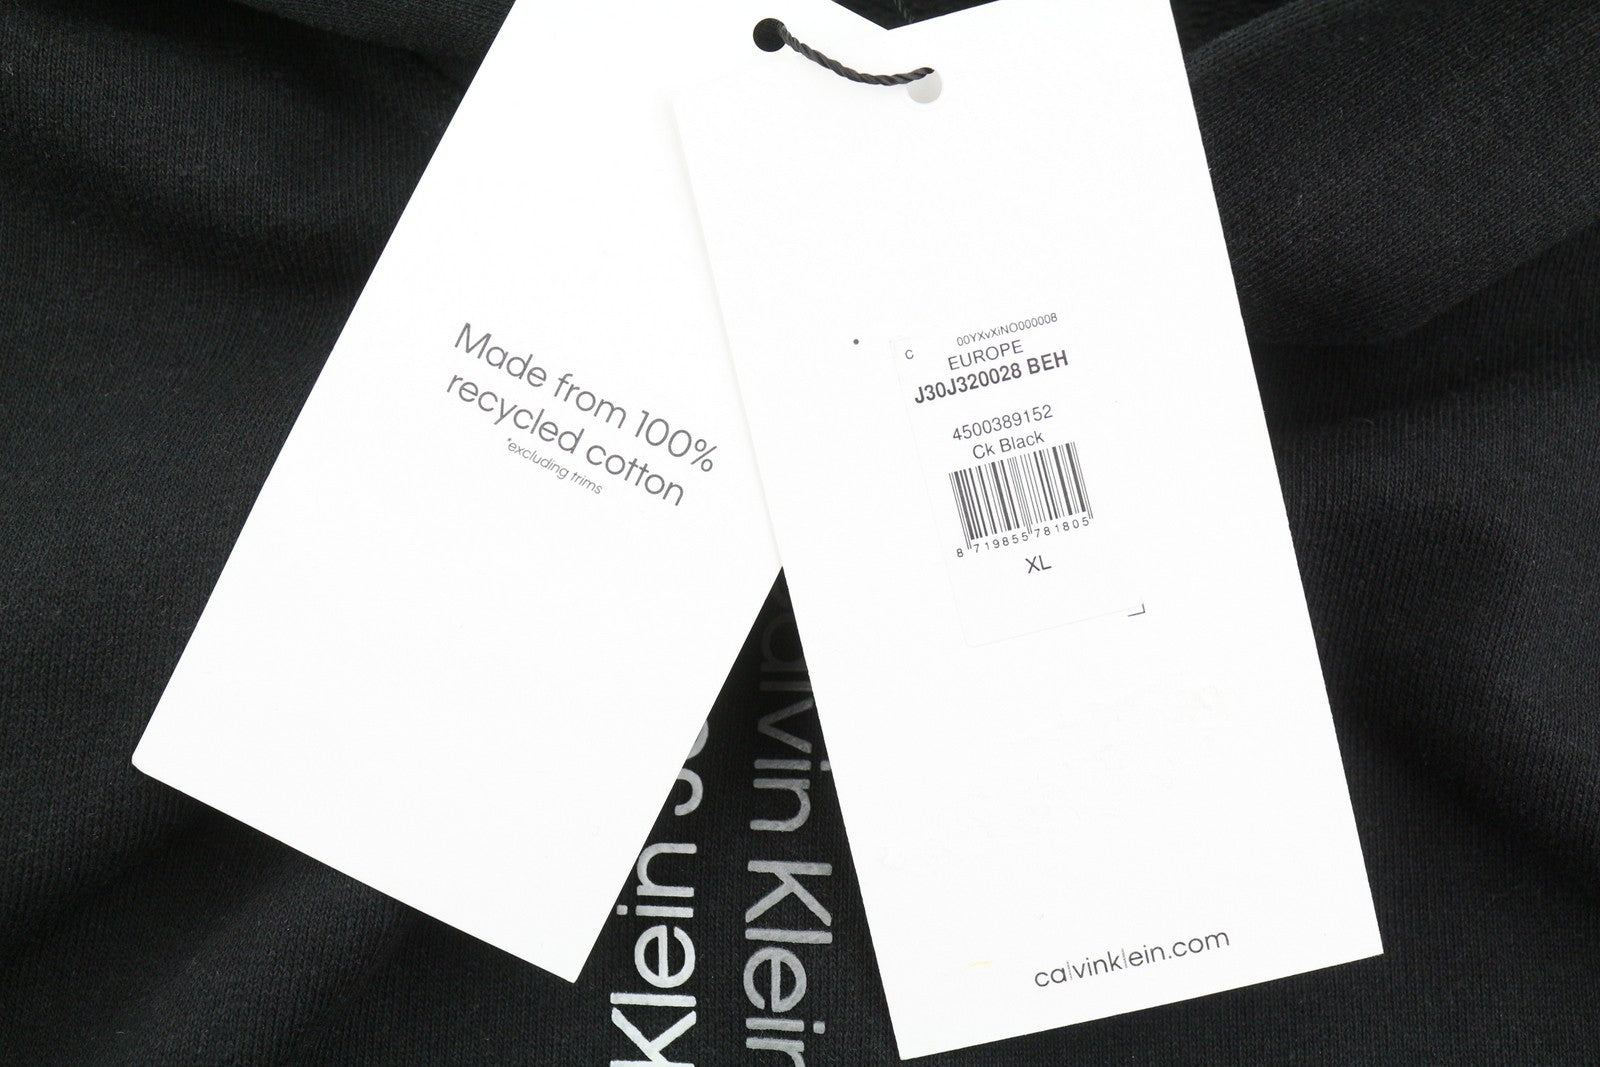 Made from 100%
recycled cotton
*excluding trims
C
00YXvXiNO000008
EUROPE
J30J320028 BEH
4500389152
Ck Black
8 719855 781805
XL
calvinklein.com
Klein Je
Calvin Klein